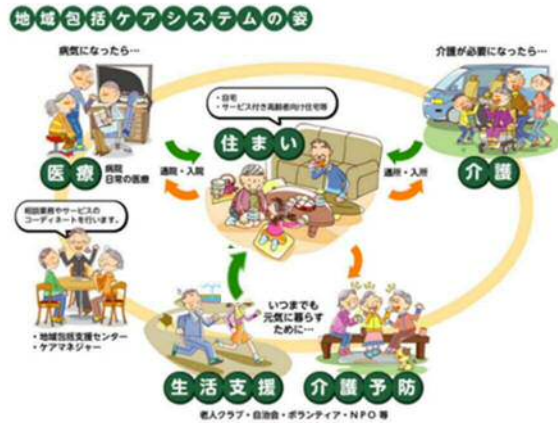 地域包括ケアシステムの姿
病気になったら…
介護が必要になったら…
・自宅
・サービス付き高齢者向け住宅等
住まい
医療
病院
日常の医療
通院・入院
通所・入所
介護
相談業務やサービスの
コーディネートを行います。
・地域包括支援センター
・ケアマネジャー
いつまでも
元気に暮らす
ために…
生活支援
介護予防
老人クラブ・自治会・ボランティア・NPO 等